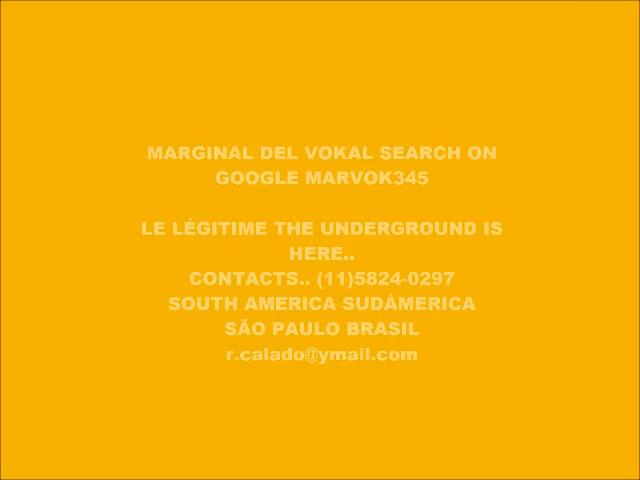 MARGINAL DEL VOKAL SEARCH ON
GOOGLE MARVOK345
LE LÉGITIME THE UNDERGROUND IS
HERE..
CONTACTS.. (11)5824-0297
SOUTH AMERICA SUDÁMERICA
SÃO PAULO BRASIL
r.calado@ymail.com